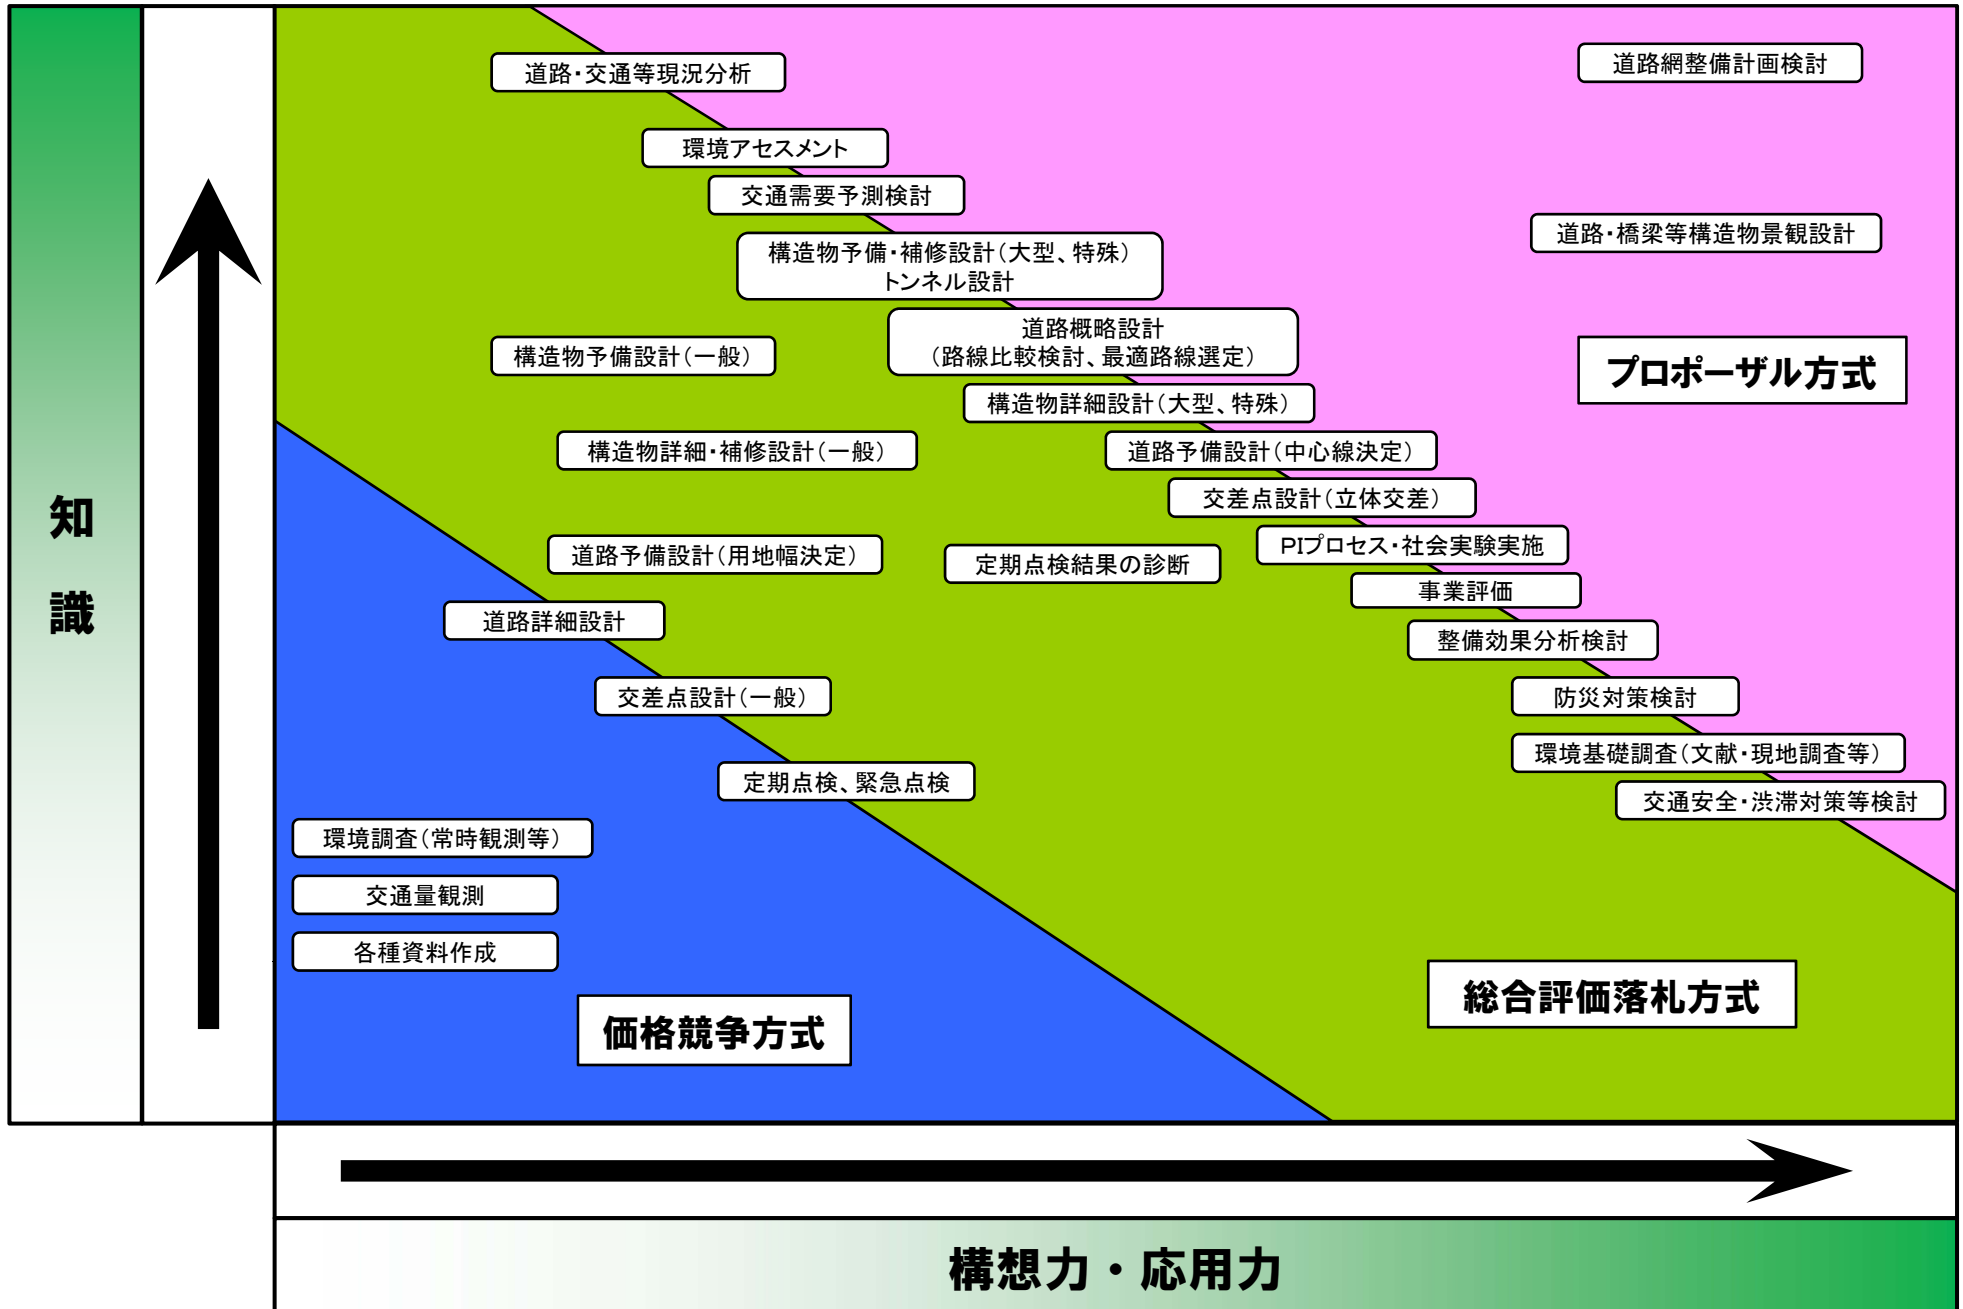 道路・交通等現況分析
道路網整備計画検討
環境アセスメント
交通需要予測検討
道路・橋梁等構造物景観設計
構造物予備・補修設計(大型、特殊)
トンネル設計
道路概略設計
(路線比較検討、最適路線選定)
構造物予備設計(一般)
プロポーザル方式
構造物詳細設計(大型、特殊)
構造物詳細・補修設計(一般)
道路予備設計(中心線決定)
交差点設計(立体交差)
知
識
道路予備設計(用地幅決定)
定期点検結果の診断
PIプロセス・社会実験実施
事業評価
道路詳細設計
整備効果分析検討
交差点設計(一般)
防災対策検討
環境基礎調査(文献・現地調査等)
定期点検、緊急点検
交通安全・渋滞対策等検討
環境調査(常時観測等)
交通量観測
各種資料作成
総合評価落札方式
価格競争方式
構想力・応用力